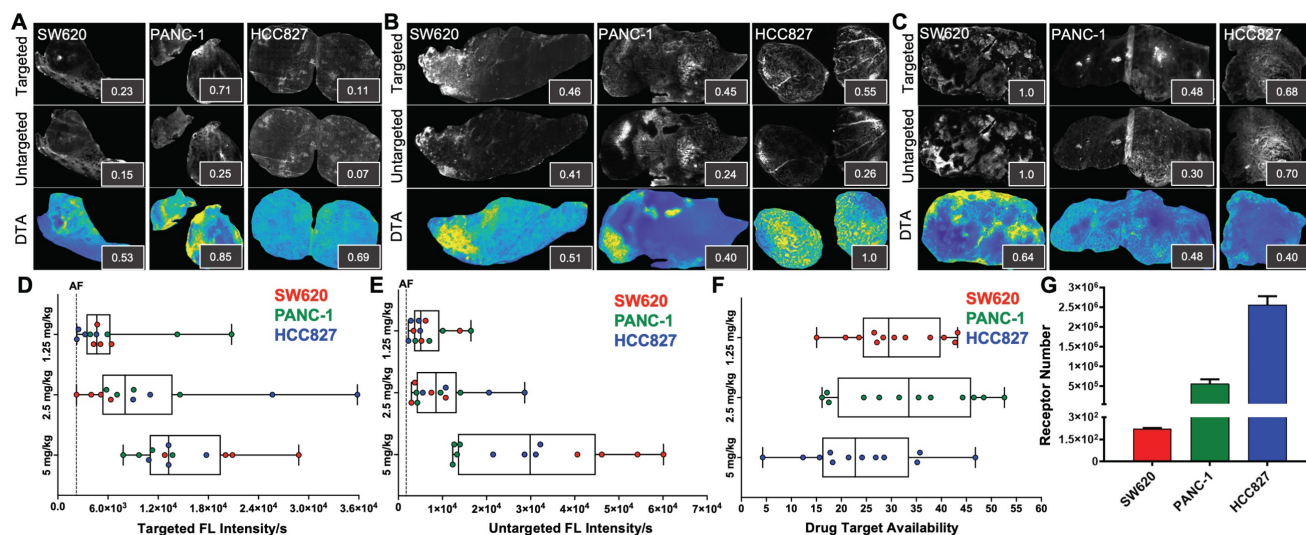 A
SW620
PANC-1
HCC827
Targeted
0.23
0.71
0.11
Untargeted
0.15
0.25
0.07
DTA
0.53
0.85
0.69
B
SW620
PANC-1
HCC827
Targeted
0.46
0.45
0.55
Untargeted
0.41
0.24
0.26
DTA
0.51
0.40
1.0
C
SW620
PANC-1
HCC827
Targeted
1.0
0.48
0.68
Untargeted
1.0
0.30
0.70
DTA
0.64
0.48
0.40
D
AF
SW620
PANC-1
HCC827
1.25 mg/kg
2.5 mg/kg
5 mg/kg
0.0
6.0×10³
1.2×10⁴
1.8×10⁴
2.4×10⁴
3.0×10⁴
3.6×10⁴
Targeted FL Intensity/s
E
AF
SW620
PANC-1
HCC827
1.25 mg/kg
2.5 mg/kg
5 mg/kg
1×10⁴
2×10⁴
3×10⁴
4×10⁴
5×10⁴
6×10⁴
7×10⁴
Untargeted FL Intensity/s
F
SW620
PANC-1
HCC827
1.25 mg/kg
2.5 mg/kg
5 mg/kg
0 5 10 15 20 25 30 35 40 45 50 55 60
Drug Target Availability
G
Receptor Number
3×10⁶
2.5×10⁶
2×10⁶
1.5×10⁶
1×10⁶
5×10⁵
3×10²
1.5×10²
0
SW620
PANC-1
HCC827